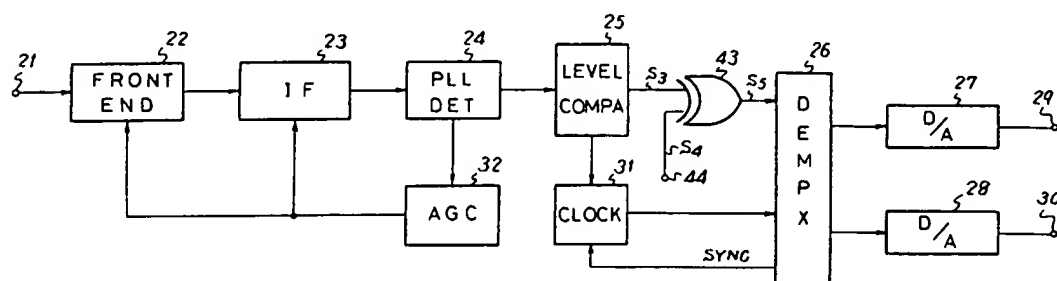 21
22
FRONT
END
23
IF
24
PLL
DET
25
LEVEL
COMPA
S3
43
S5
S4
44
26
DEMPX
27
D/A
29
28
D/A
30
32
AGC
31
CLOCK
SYNC